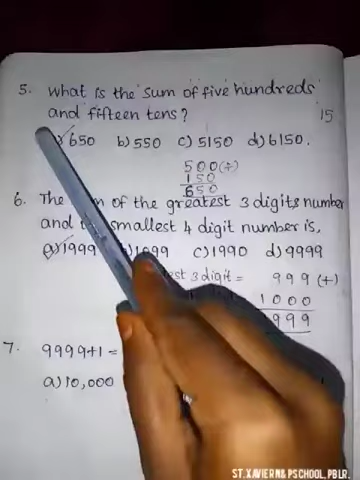 5. What is the sum of five hundreds
and fifteen tens?
15
650 b) 550 c) 5150 d) 6150.
500 (+)
150
650
6. The of the greatest 3 digits number
and smallest 4 digit number is,
a) 1999 1099 c) 1990 d) 9999
3 digit = 999 (+)
1000
999
7. 9999+1 =
a) 10,000
ST.XAVIER N & P SCHOOL, PBLR.